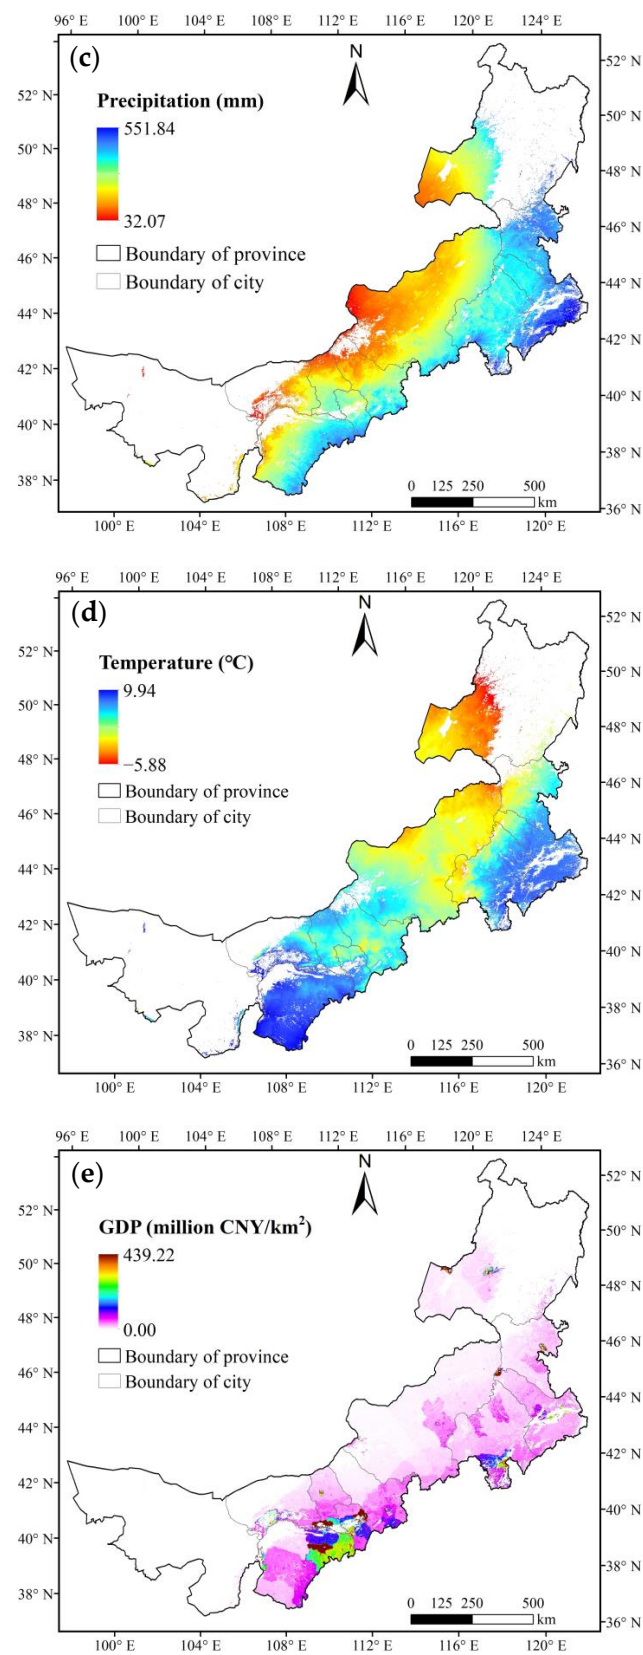 96° E 100° E 104° E 108° E 112° E 116° E 120° E 124° E
(c)
N
52° N
50° N
48° N
46° N
44° N
42° N
40° N
38° N
Precipitation (mm)
551.84
32.07
Boundary of province
Boundary of city
52° N
50° N
48° N
46° N
44° N
42° N
40° N
38° N
36° N
0 125 250 500
km
100° E 104° E 108° E 112° E 116° E 120° E
96° E 100° E 104° E 108° E 112° E 116° E 120° E 124° E
(d)
N
52° N
50° N
48° N
46° N
44° N
42° N
40° N
38° N
Temperature (°C)
9.94
−5.88
Boundary of province
Boundary of city
52° N
50° N
48° N
46° N
44° N
42° N
40° N
38° N
36° N
0 125 250 500
km
100° E 104° E 108° E 112° E 116° E 120° E
96° E 100° E 104° E 108° E 112° E 116° E 120° E 124° E
(e)
N
52° N
50° N
48° N
46° N
44° N
42° N
40° N
38° N
GDP (million CNY/km²)
439.22
0.00
Boundary of province
Boundary of city
52° N
50° N
48° N
46° N
44° N
42° N
40° N
38° N
36° N
0 125 250 500
km
100° E 104° E 108° E 112° E 116° E 120° E